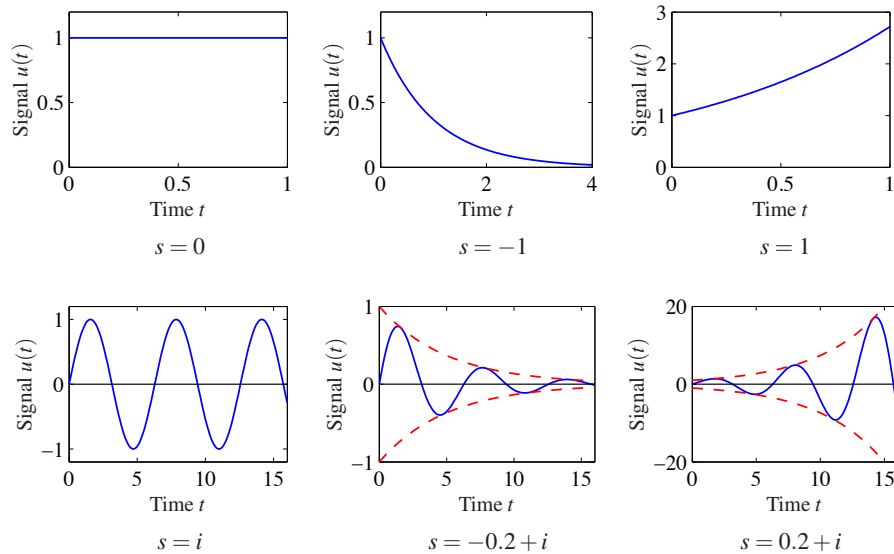 Signal u(t)
1
0.5
0
0
0.5
1
Time t
s = 0
Signal u(t)
1
0.5
0
0
2
4
Time t
s = −1
Signal u(t)
3
2
1
0
0
0.5
1
Time t
s = 1
Signal u(t)
1
0
−1
0
5
10
15
Time t
s = i
Signal u(t)
1
0
−1
0
5
10
15
Time t
s = −0.2 + i
Signal u(t)
20
0
−20
0
5
10
15
Time t
s = 0.2 + i